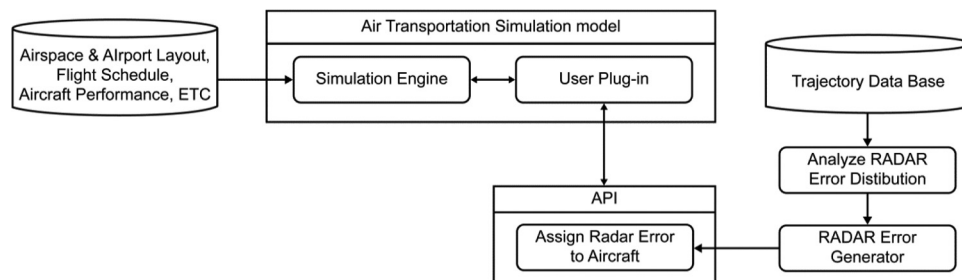 Air Transportation Simulation model
Airspace & AIrport Layout,
Flight Schedule,
Aircraft Performance, ETC
Simulation Engine
User Plug-in
Trajectory Data Base
Analyze RADAR
Error Distibution
API
Assign Radar Error
to Aircraft
RADAR Error
Generator